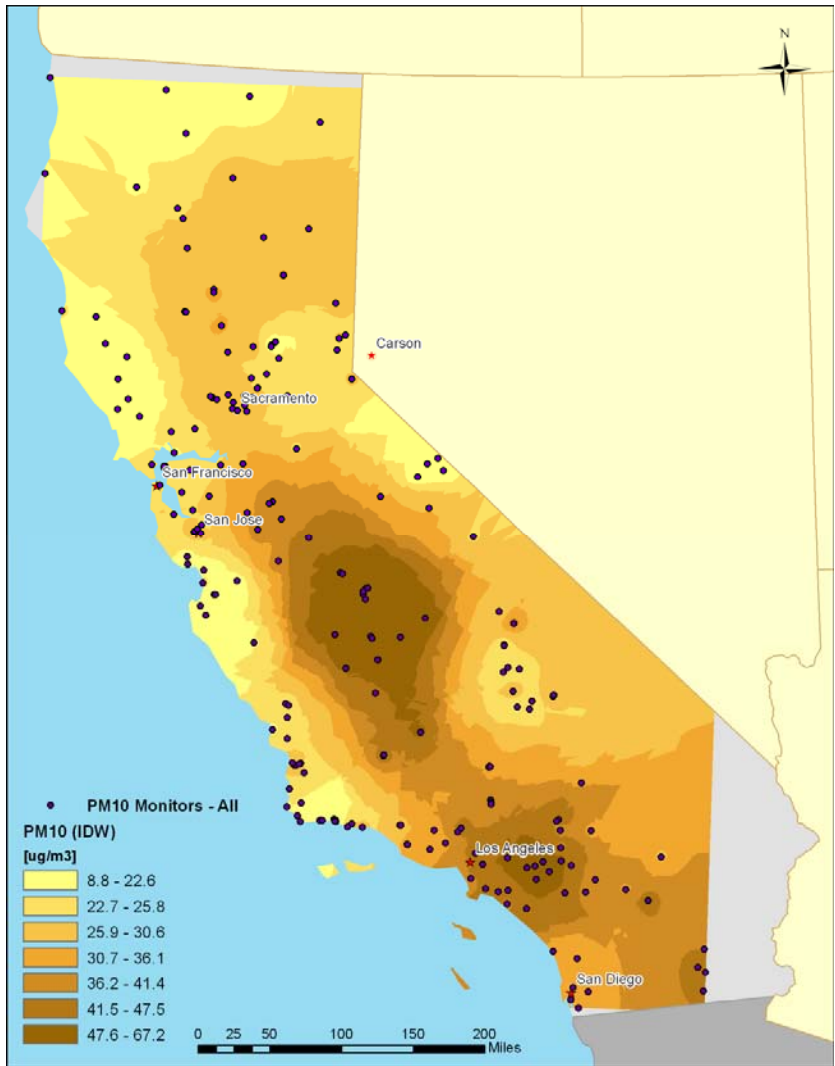 N
Carson
Sacramento
San Francisco
San Jose
Los Angeles
San Diego
PM10 Monitors - All
PM10 (IDW)
[ug/m3]
8.8 - 22.6
22.7 - 25.8
25.9 - 30.6
30.7 - 36.1
36.2 - 41.4
41.5 - 47.5
47.6 - 67.2
0 25 50 100 150 200
Miles